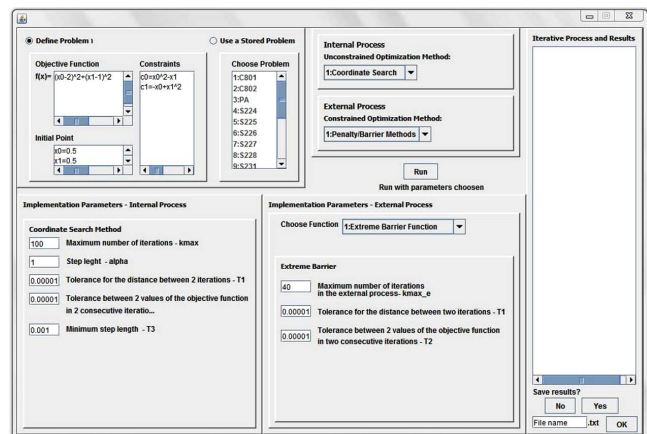 Define Problem 1
Use a Stored Problem
Objective Function
f(x)= (x0-2)^2+(x1-1)^2
Constraints
c0=x0^2-x1
c1=-x0+x1^2
Initial Point
x0=0.5
x1=0.5
Choose Problem
1:C801
2:C802
3:PA
4:S224
5:S225
6:S226
7:S227
8:S228
9:S231
Internal Process
Unconstrained Optimization Method:
1:Coordinate Search
External Process
Constrained Optimization Method:
1:Penalty/Barrier Methods
Run
Run with parameters choosen
Iterative Process and Results
Implementation Parameters - Internal Process
Coordinate Search Method
100 Maximum number of iterations - kmax
1 Step leght - alpha
0.00001 Tolerance for the distance between 2 iterations - T1
0.00001 Tolerance between 2 values of the objective function
in 2 consecutive iteratio...
0.001 Minimum step length - T3
Implementation Parameters - External Process
Choose Function 1:Extreme Barrier Function
Extreme Barrier
40 Maximum number of iterations
in the external process- kmax_e
0.00001 Tolerance for the distance between two iterations - T1
0.00001 Tolerance between 2 values of the objective function
in two consecutive iterations - T2
Save results?
No Yes
File name .txt OK